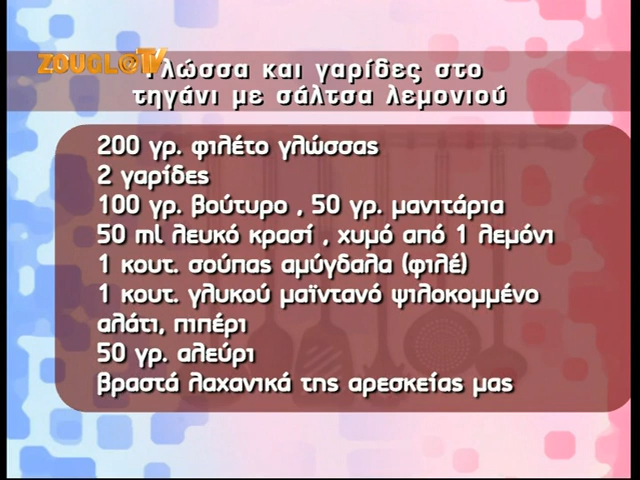 ZOUGL@TV
Γλώσσα και γαρίδες στο
τηγάνι με σάλτσα λεμονιού
200 γρ. φιλέτο γλώσσας
2 γαρίδες
100 γρ. βούτυρο , 50 γρ. μανιτάρια
50 ml λευκό κρασί , χυμό από 1 λεμόνι
1 κουτ. σούπας αμύγδαλα (φιλέ)
1 κουτ. γλυκού μαϊντανό ψιλοκομμένο
αλάτι, πιπέρι
50 γρ. αλεύρι
βραστά λαχανικά της αρεσκείας μας